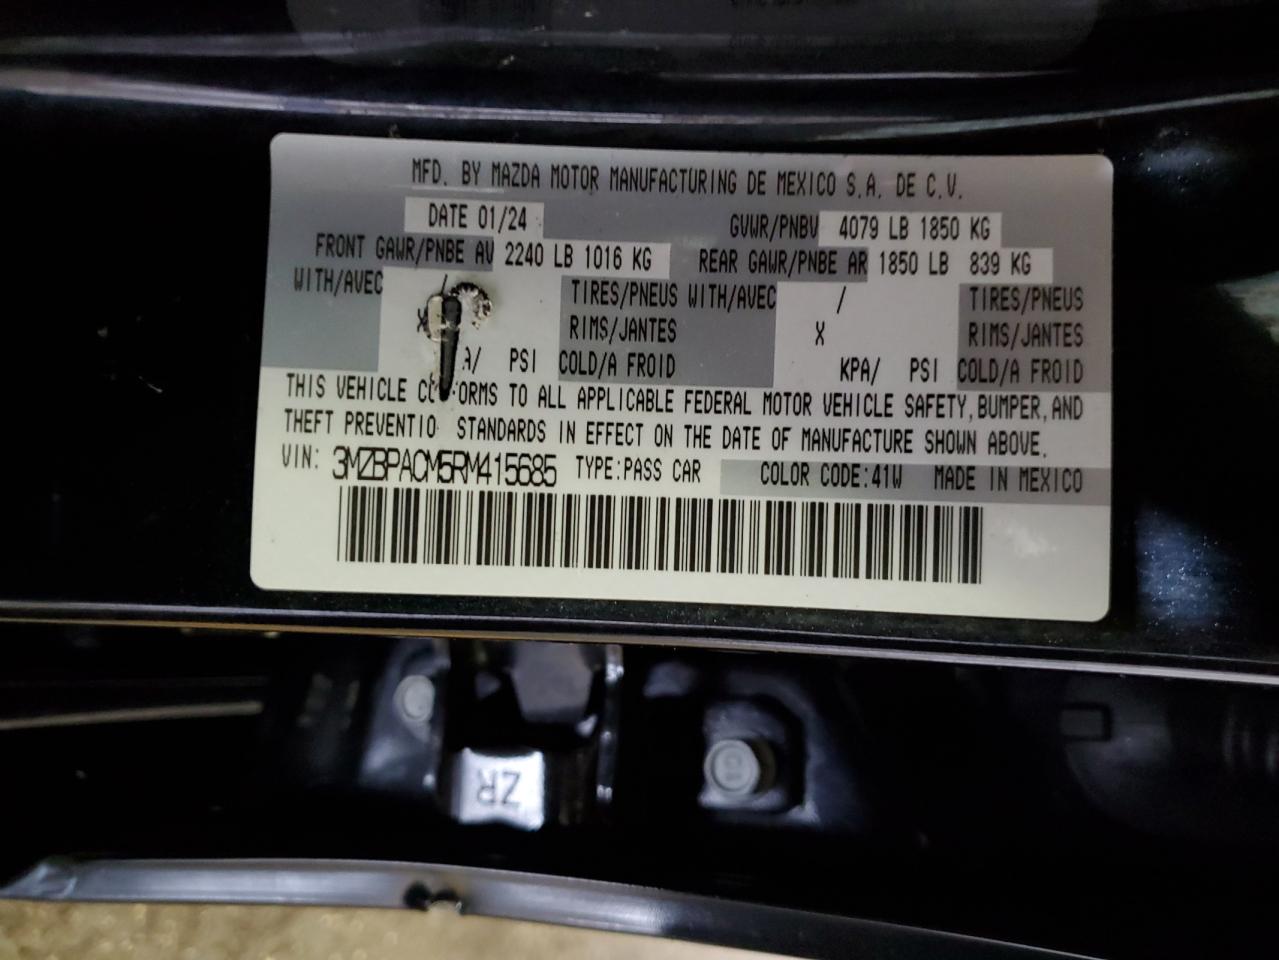 MFD. BY MAZDA MOTOR MANUFACTURING DE MEXICO S.A. DE C.V.
DATE 01/24 GVWR/PNBV 4079 LB 1850 KG
FRONT GAWR/PNBE AV 2240 LB 1016 KG REAR GAWR/PNBE AR 1850 LB 839 KG
WITH/AVEC / TIRES/PNEUS WITH/AVEC / TIRES/PNEUS
X RIMS/JANTES X RIMS/JANTES
A/ PSI COLD/A FROID KPA/ PSI COLD/A FROID
THIS VEHICLE C ORMS TO ALL APPLICABLE FEDERAL MOTOR VEHICLE SAFETY, BUMPER, AND
THEFT PREVENTIO STANDARDS IN EFFECT ON THE DATE OF MANUFACTURE SHOWN ABOVE.
VIN: 3MZBPACM5RM415685 TYPE:PASS CAR COLOR CODE:41W MADE IN MEXICO
ZR